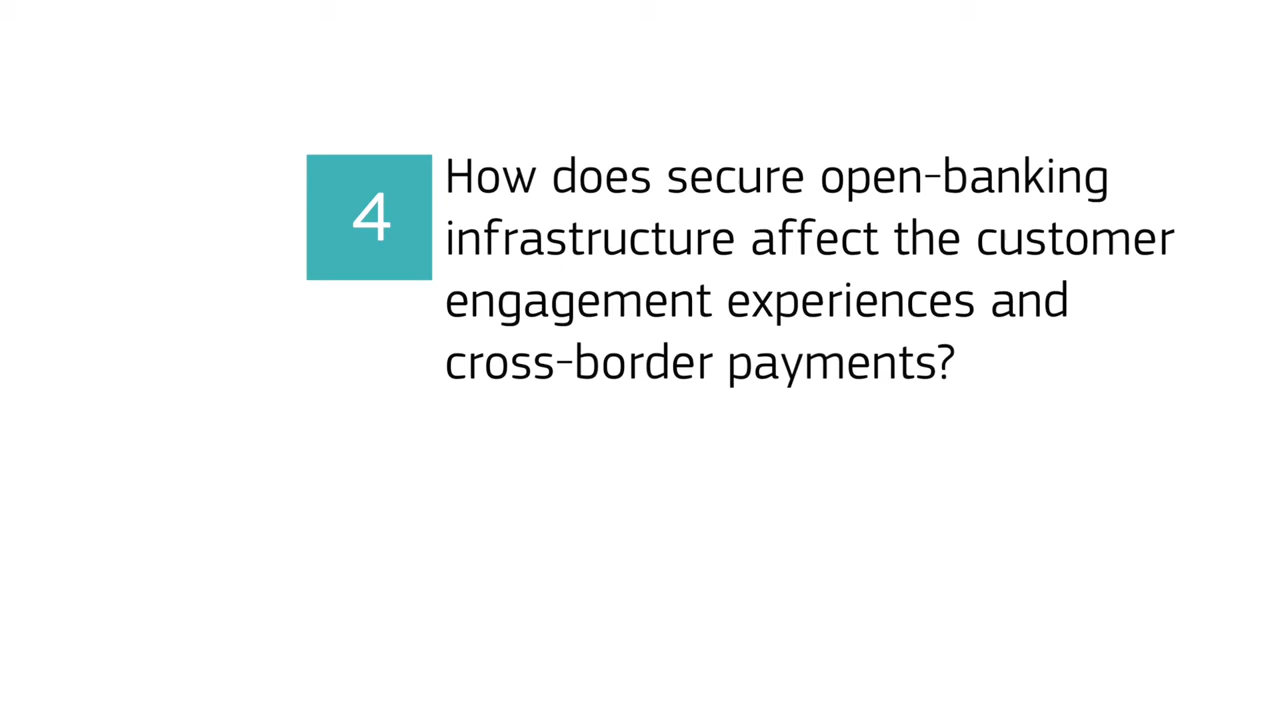 4
How does secure open-banking
infrastructure affect the customer
engagement experiences and
cross-border payments?